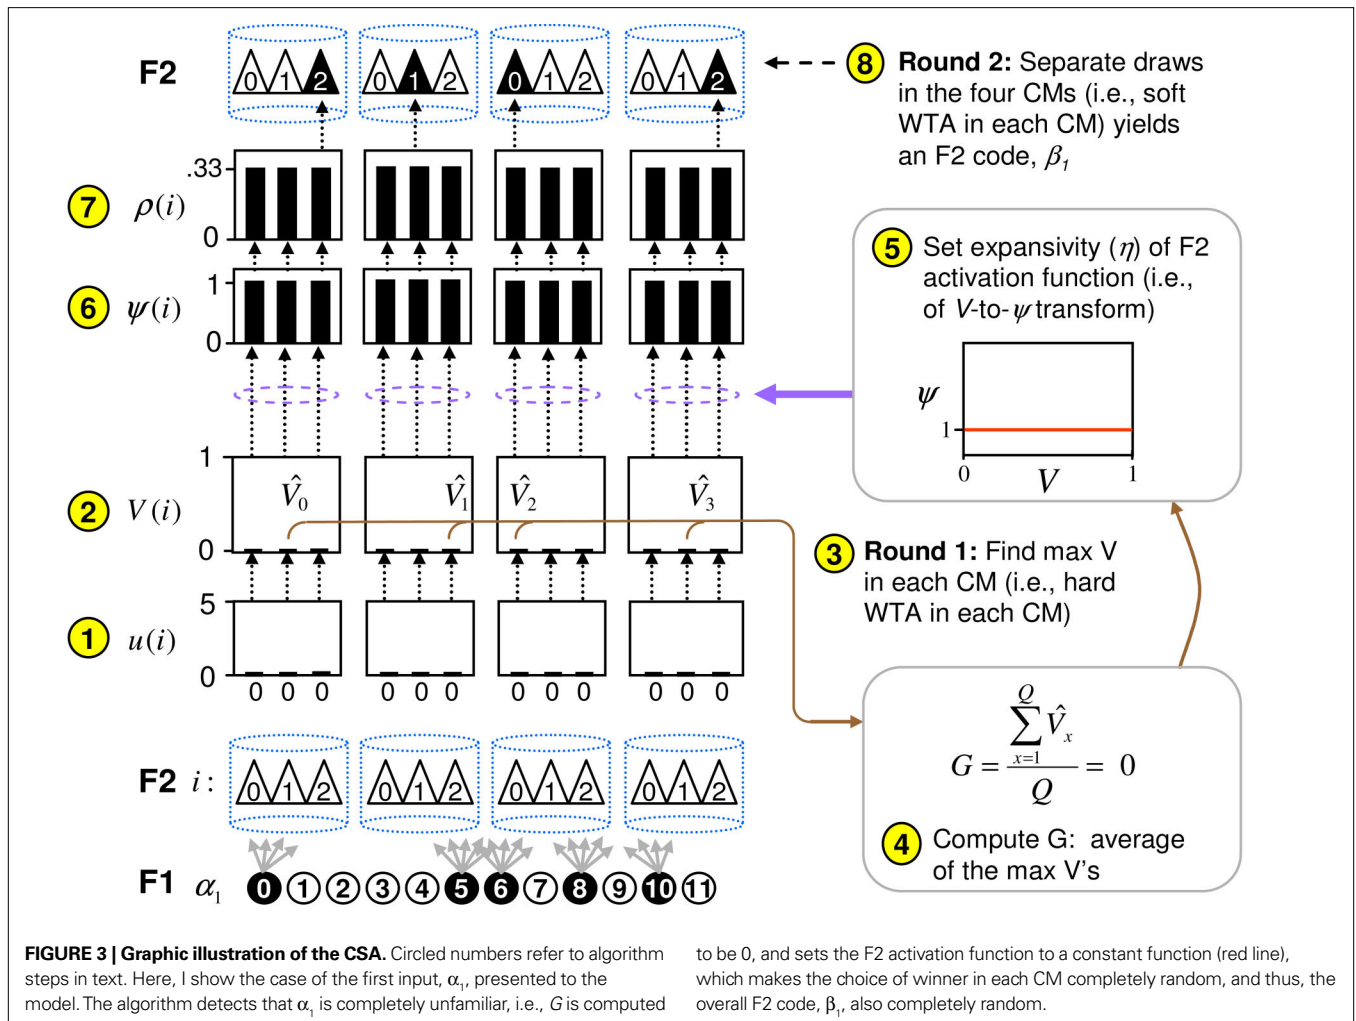 F2
0 1 2 0 1 2 0 1 2 0 1 2
8 Round 2: Separate draws
in the four CMs (i.e., soft
WTA in each CM) yields
an F2 code, β1
7 ρ(i)
.33
0
6 ψ(i)
1
0
5 Set expansivity (η) of F2
activation function (i.e.,
of V-to-ψ transform)
ψ
1
0 1
V
2 V(i)
1
0
V̂0 V̂1 V̂2 V̂3
3 Round 1: Find max V
in each CM (i.e., hard
WTA in each CM)
1 u(i)
5
0
0 0 0 0 0 0 0 0 0 0 0 0
G = ∑ V̂x / Q = 0
Q
x=1
4 Compute G: average
of the max V's
F2 i:
0 1 2 0 1 2 0 1 2 0 1 2
F1 α1 0 1 2 3 4 5 6 7 8 9 10 11
FIGURE 3 | Graphic illustration of the CSA. Circled numbers refer to algorithm
steps in text. Here, I show the case of the first input, α1, presented to the
model. The algorithm detects that α1 is completely unfamiliar, i.e., G is computed
to be 0, and sets the F2 activation function to a constant function (red line),
which makes the choice of winner in each CM completely random, and thus, the
overall F2 code, β1, also completely random.